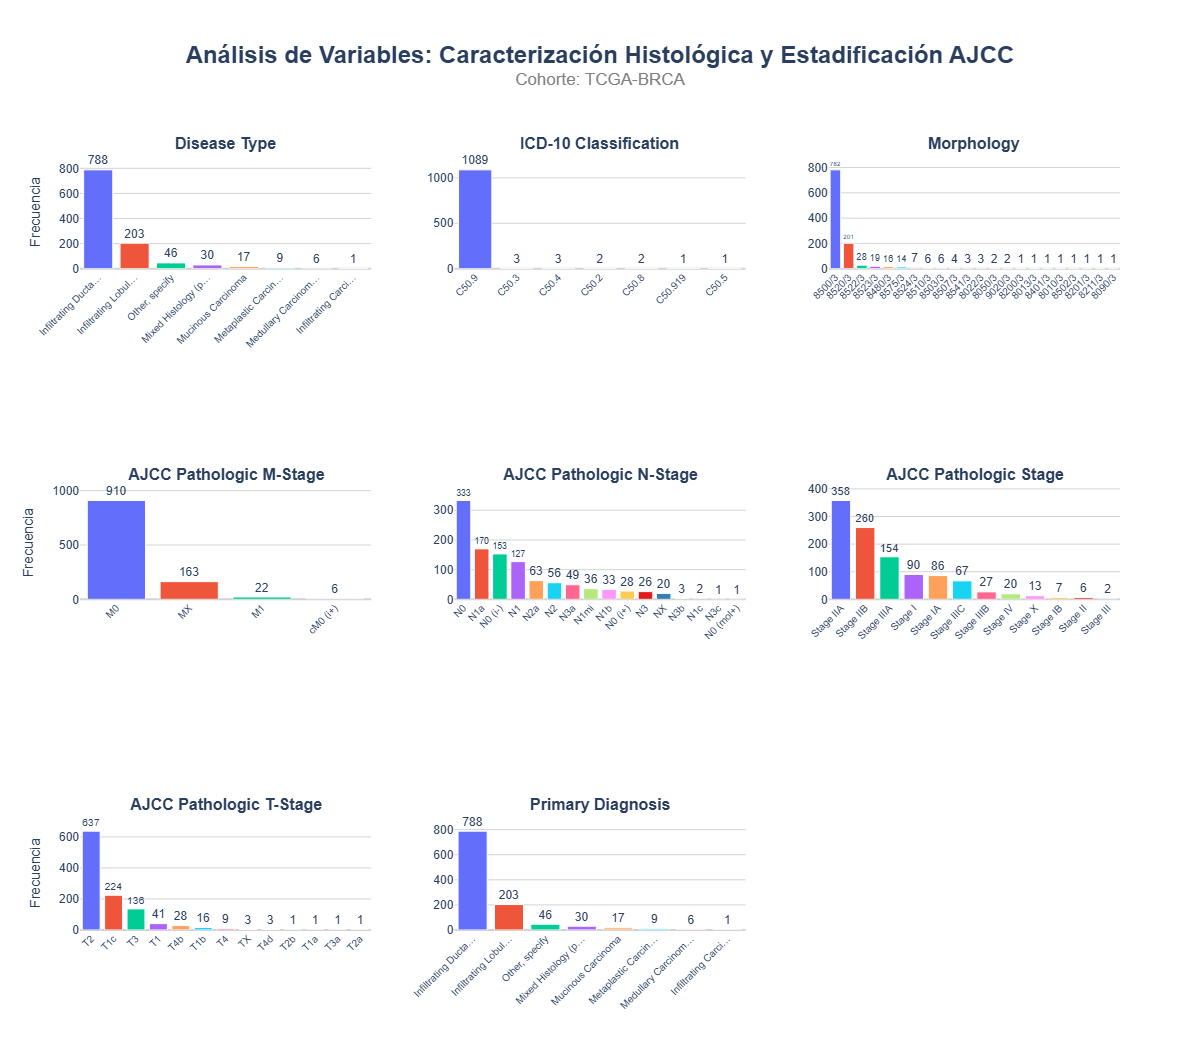 Análisis de Variables: Caracterización Histológica y Estadificación AJCC
Cohorte: TCGA-BRCA
Disease Type
Frecuencia
800
600
400
200
0
788
203
46
30
17
9
6
1
Infiltrating Ducta…
Infiltrating Lobul…
Other, specify
Mixed Histology (p…
Mucinous Carcinoma
Metaplastic Carcin…
Medullary Carcinom…
Infiltrating Carci…
ICD-10 Classification
1000
500
0
1089
3
3
2
2
1
1
C50.9
C50.3
C50.4
C50.2
C50.8
C50.919
C50.5
Morphology
800
600
400
200
0
782
201
28
19
16
14
7
6
6
4
3
3
2
2
1
1
1
1
1
1
1
1
8500/3
8520/3
8522/3
8523/3
8480/3
8575/3
8524/3
8510/3
8503/3
8507/3
8541/3
8022/3
8050/3
9020/3
8200/3
8013/3
8401/3
8010/3
8502/3
8201/3
8211/3
8090/3
AJCC Pathologic M-Stage
Frecuencia
1000
500
0
910
163
22
6
M0
MX
M1
cM0 (i+)
AJCC Pathologic N-Stage
300
200
100
0
333
170
153
127
63
56
49
36
33
28
26
20
3
2
1
1
N0
N1a
N0 (i-)
N1
N2a
N2
N3a
N1mi
N1b
N0 (i+)
N3
NX
N3b
N1c
N3c
N0 (mol+)
AJCC Pathologic Stage
400
300
200
100
0
358
260
154
90
86
67
27
20
13
7
6
2
Stage IIA
Stage IIB
Stage IIIA
Stage I
Stage IA
Stage IIIC
Stage IIIB
Stage IV
Stage X
Stage IB
Stage II
Stage III
AJCC Pathologic T-Stage
Frecuencia
600
400
200
0
637
224
136
41
28
16
9
3
3
1
1
1
1
T2
T1c
T3
T1
T4b
T1b
T4
TX
T4d
T2b
T1a
T3a
T2a
Primary Diagnosis
800
600
400
200
0
788
203
46
30
17
9
6
1
Infiltrating Ducta…
Infiltrating Lobul…
Other, specify
Mixed Histology (p…
Mucinous Carcinoma
Metaplastic Carcin…
Medullary Carcinom…
Infiltrating Carci…